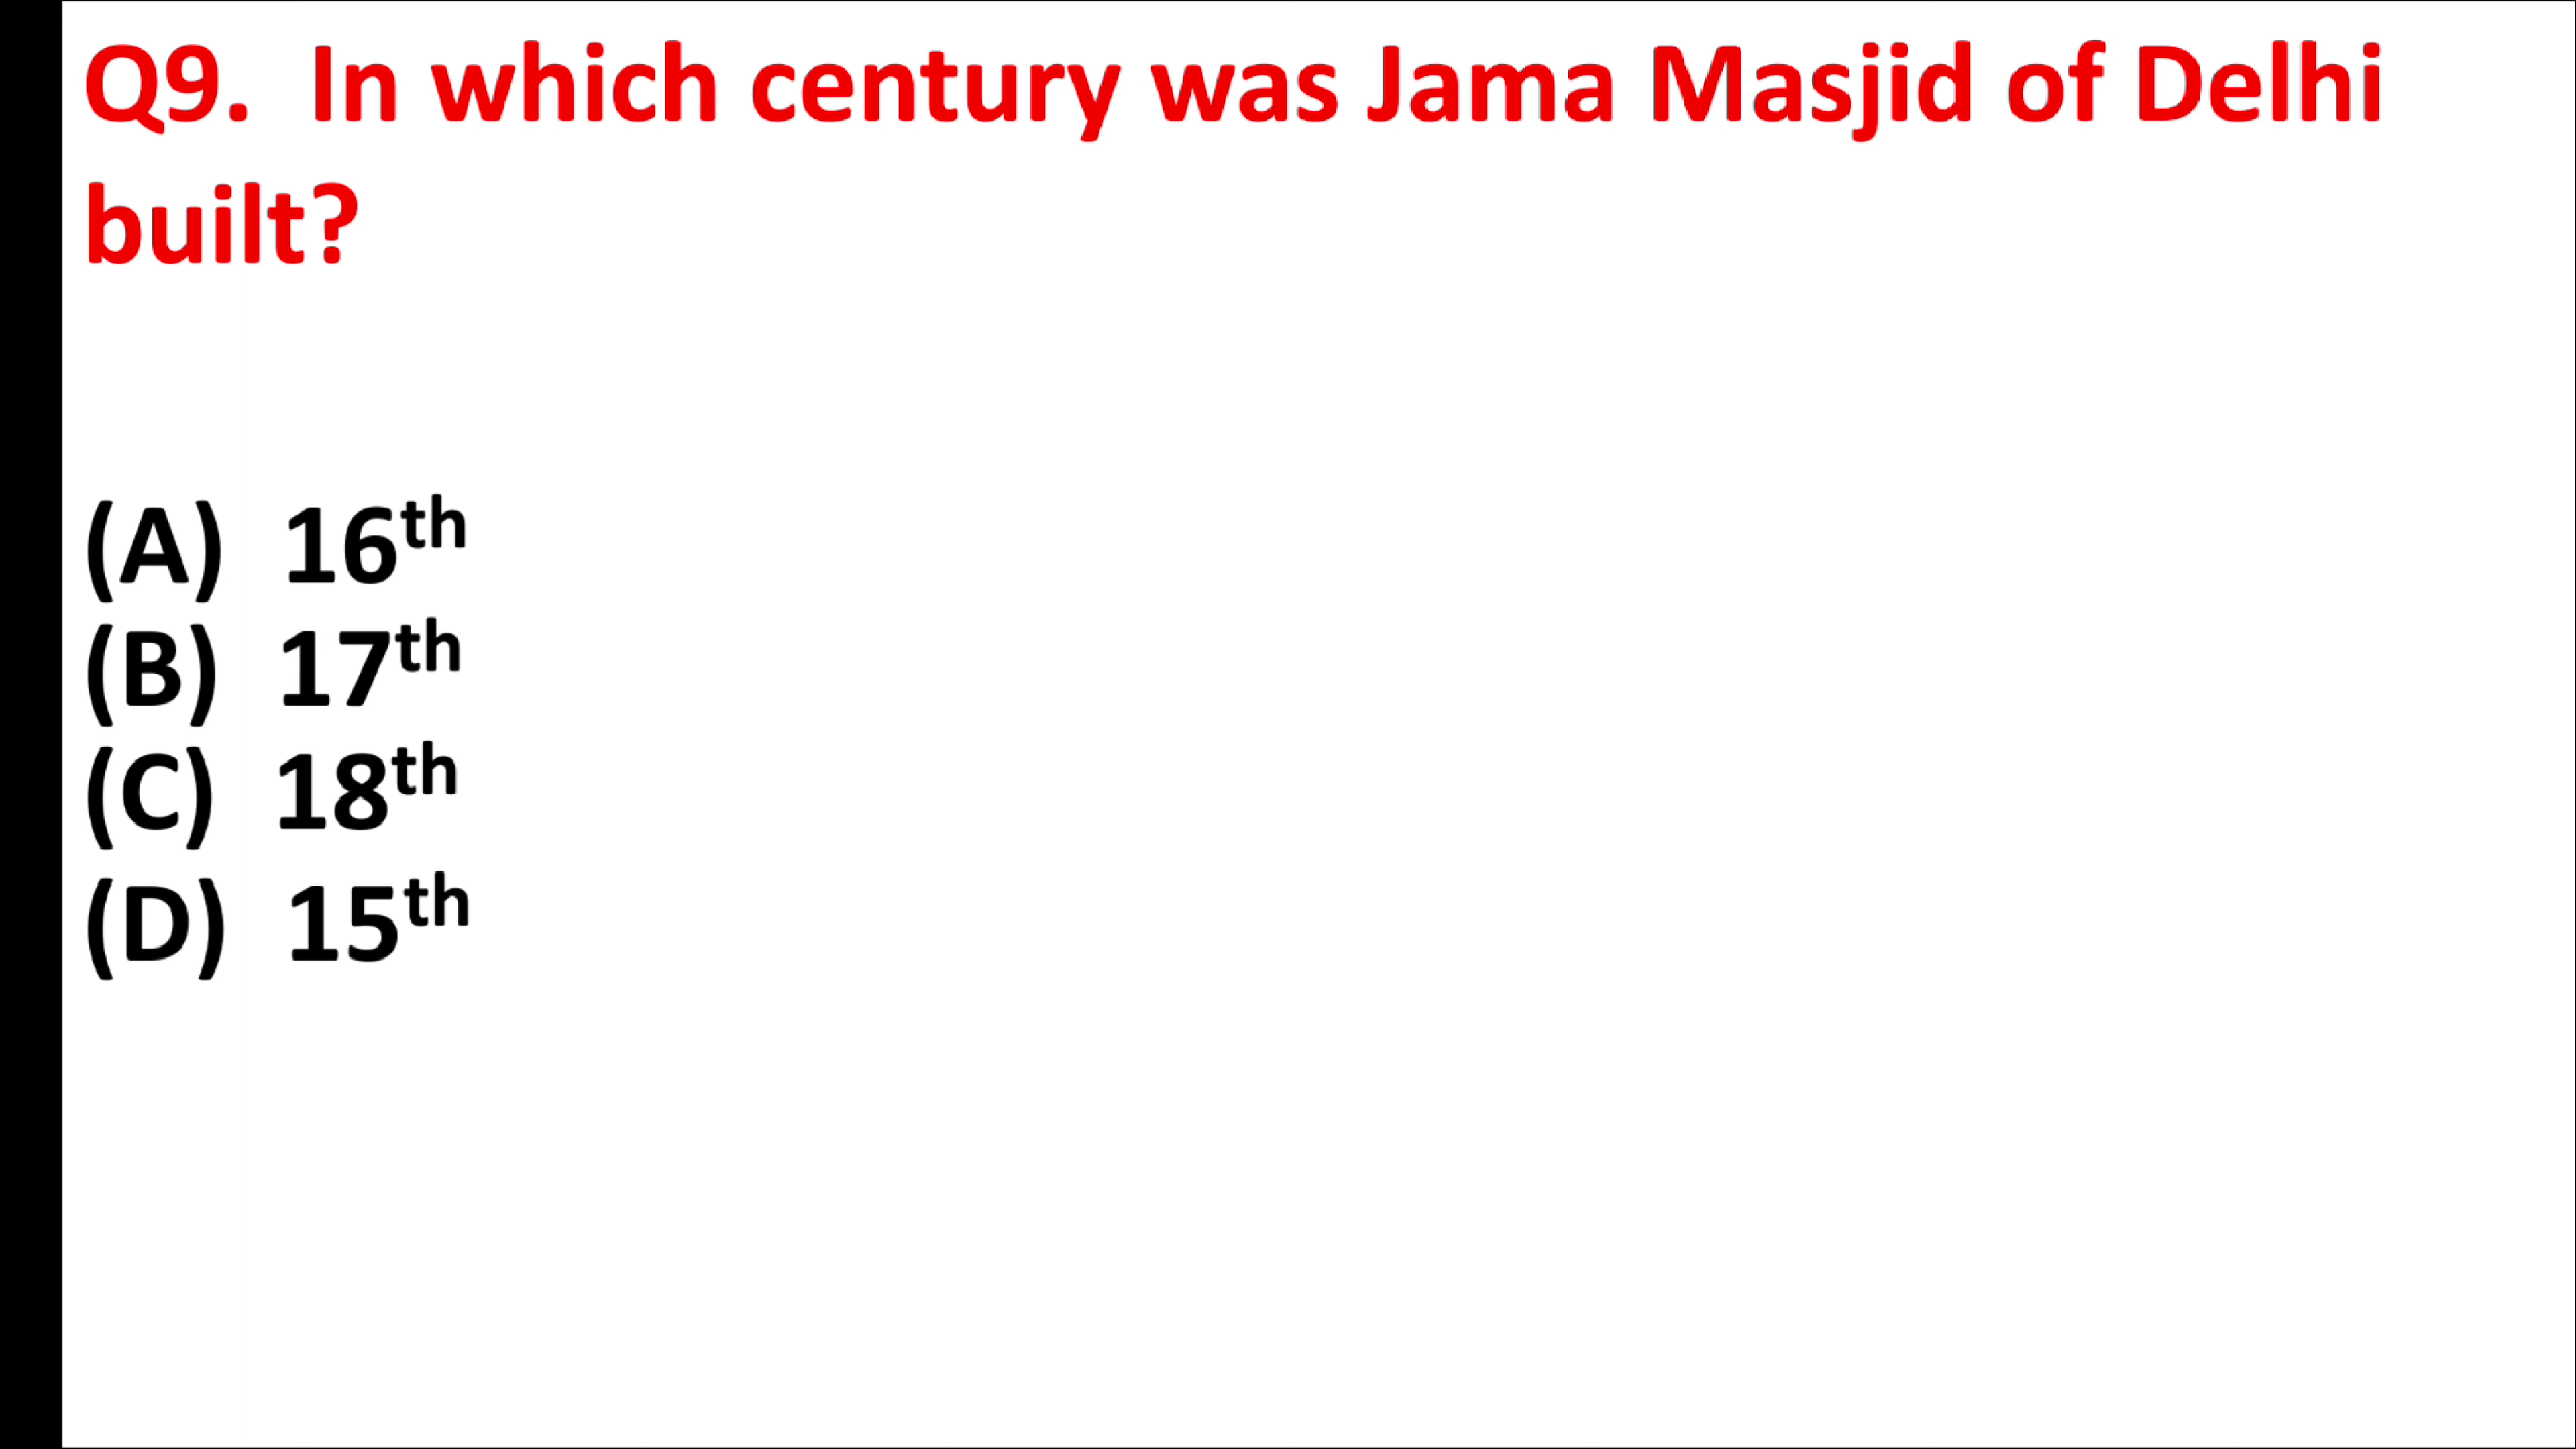 Q9. In which century was Jama Masjid of Delhi
built?
(A) 16th
(B) 17th
(C) 18th
(D) 15th